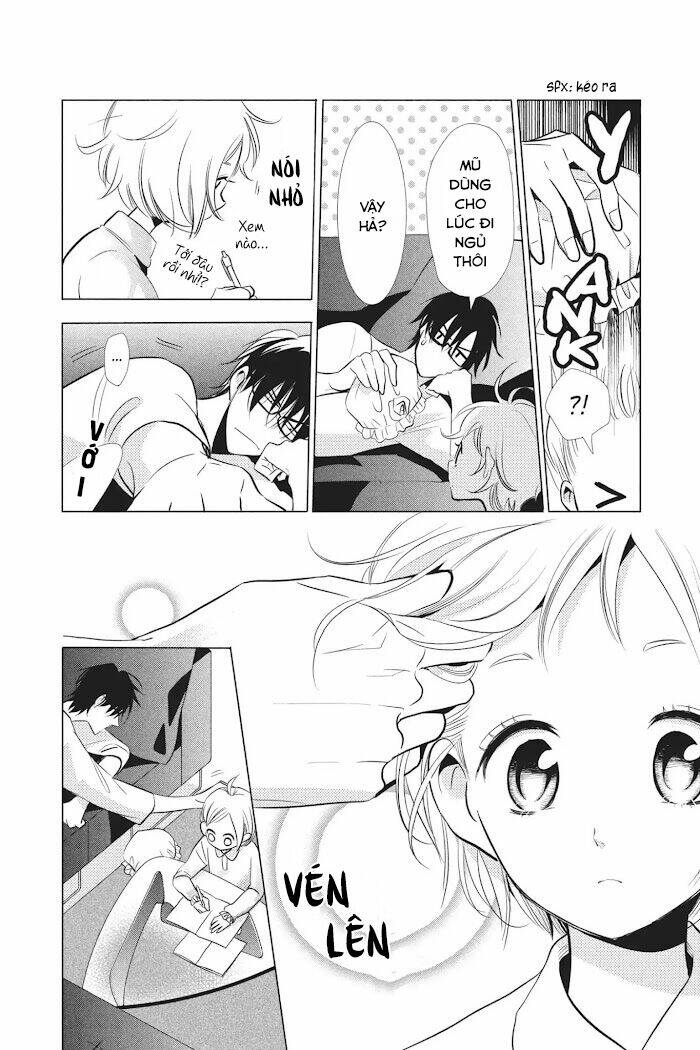 sfx: kéo ra
YANK
?!
MŨ
DÙNG
CHO
LÚC ĐI
NGỦ
THÔI
VẬY
HẢ?
NÓI
NHỎ
Xem
nào...
Tới đâu
rồi nhỉ?
...
VỚI
VÉN
LÊN